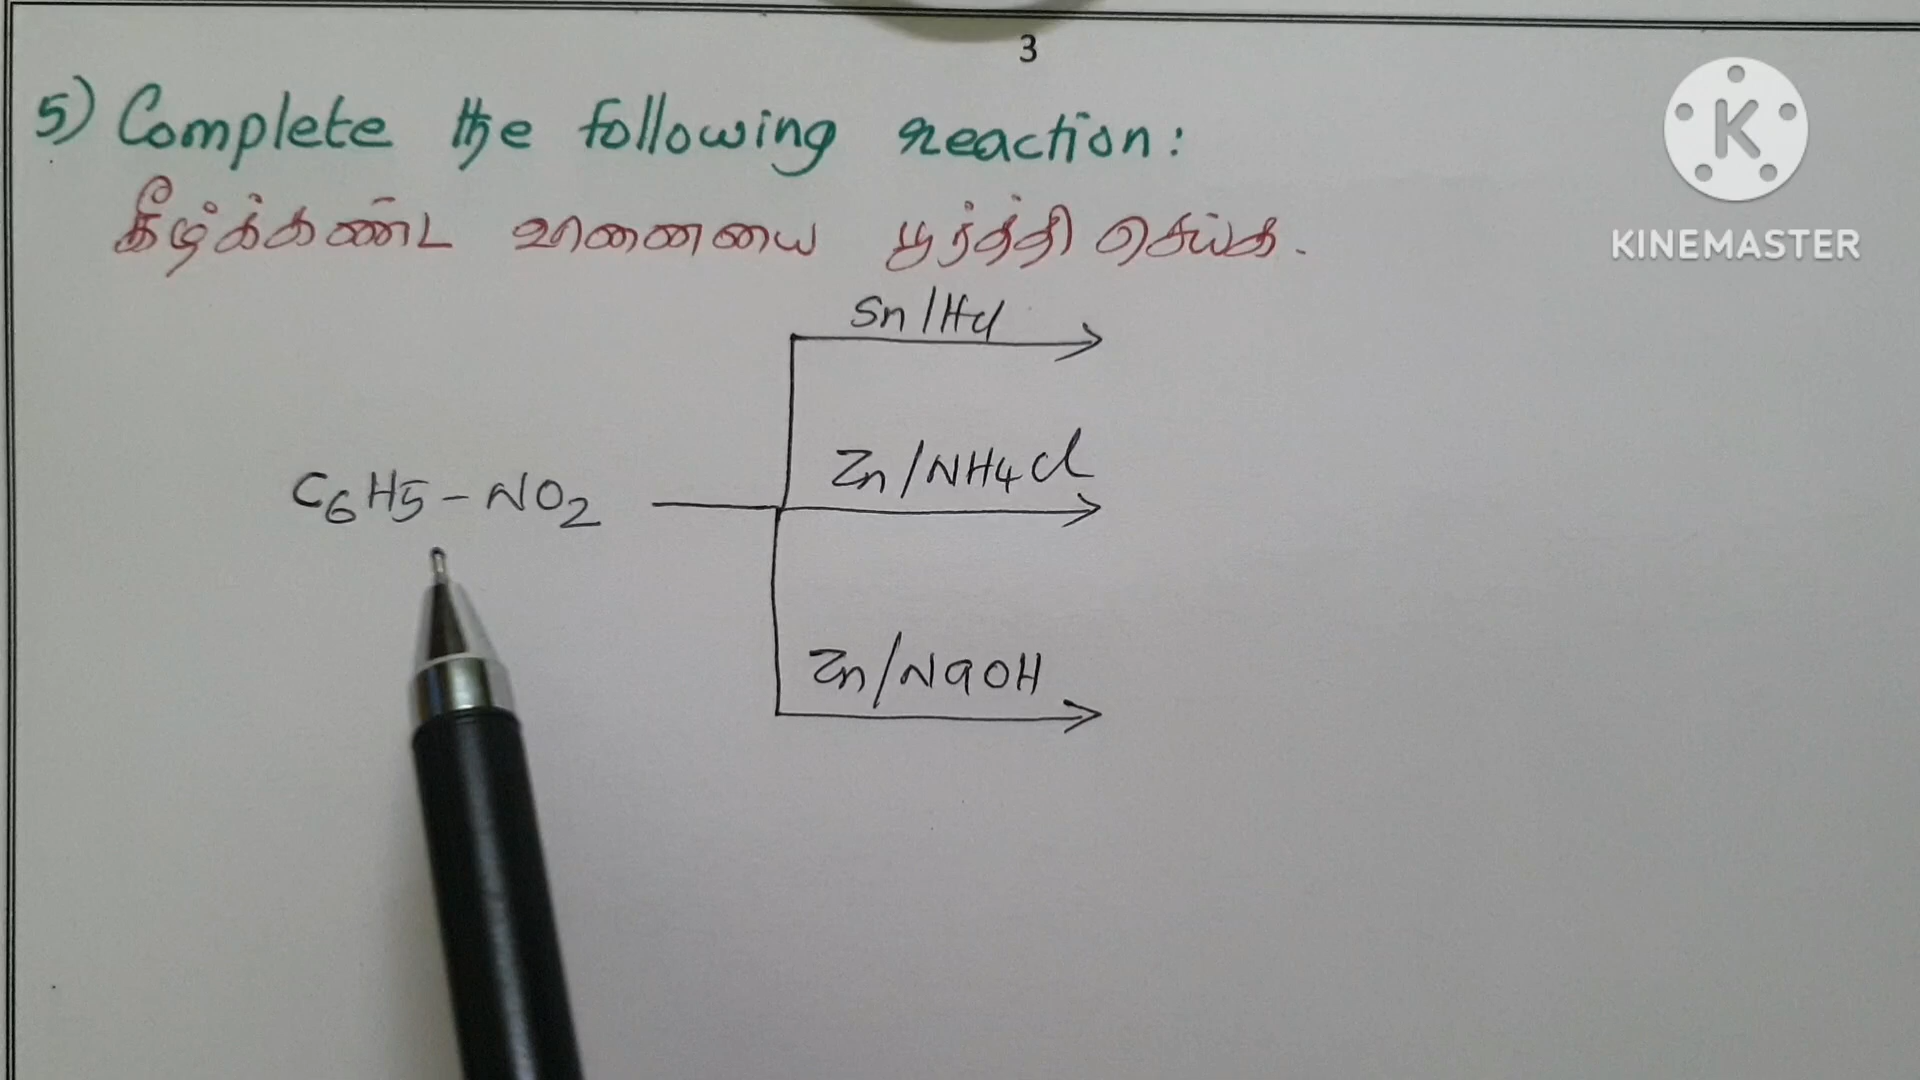 3
5) Complete the following reaction:
கீழ்க்கண்ட வினையை பூர்த்தி செய்க.
Sn/HCl
Zn/NH4Cl
C6H5-NO2
Zn/NaOH
K
KINEMASTER